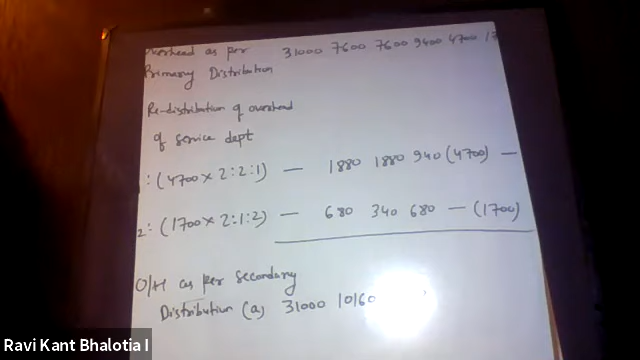 Overhead as per 31000 7600 7600 9400 4700 17
Primary Distribution
Re-distribution of overhead
of service dept
: (4700 × 2:2:1) — 1880 1880 940 (4700) —
2: (1700 × 2:1:2) — 680 340 680 — (1700)
O/H as per secondary
Distribution (a) 31000 10160
Ravi Kant Bhalotia I